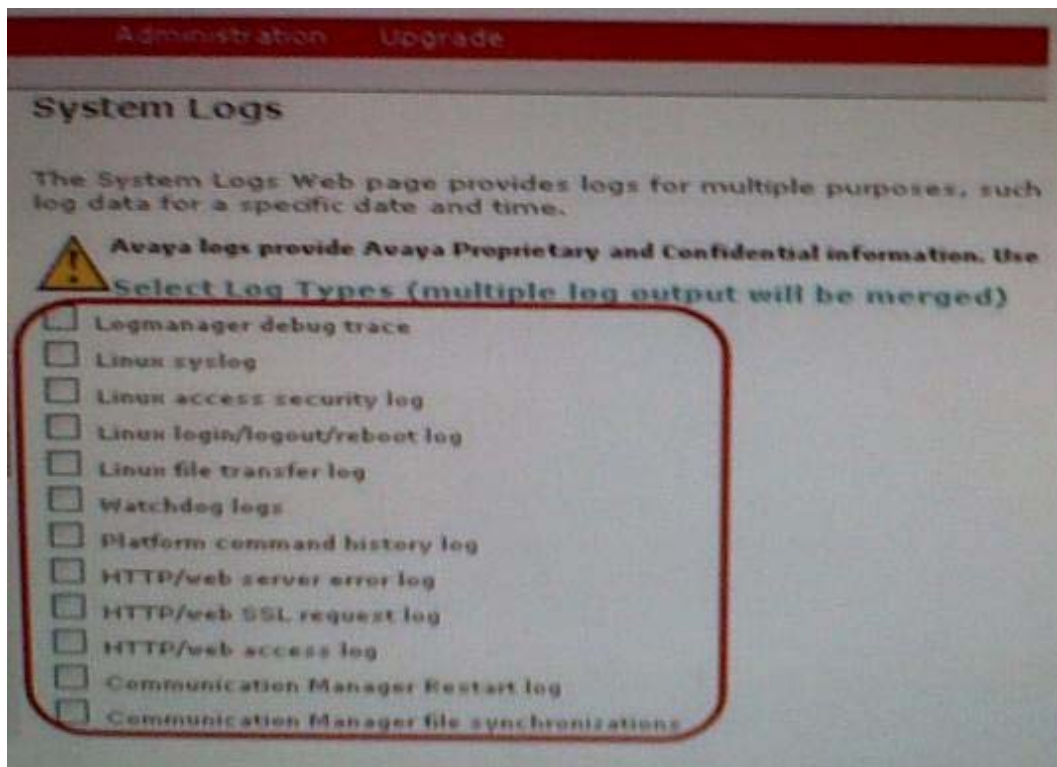 Administration Upgrade
System Logs
The System Logs Web page provides logs for multiple purposes, such
log data for a specific date and time.
Avaya logs provide Avaya Proprietary and Confidential information. Use
Select Log Types (multiple log output will be merged)
Logmanager debug trace
Linux syslog
Linux access security log
Linux login/logout/reboot log
Linux file transfer log
Watchdog logs
Platform command history log
HTTP/web server error log
HTTP/web SSL request log
HTTP/web access log
Communication Manager Restart log
Communication Manager file synchronizations